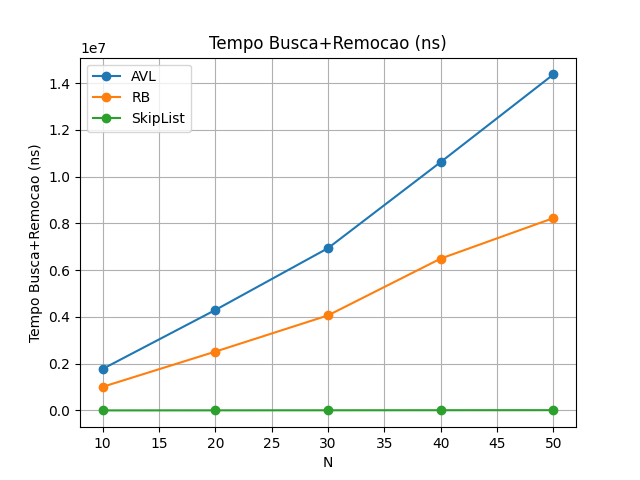 Tempo Busca+Remocao (ns)
1e7
AVL
RB
SkipList
1.4
1.2
1.0
0.8
0.6
0.4
0.2
0.0
Tempo Busca+Remocao (ns)
10 15 20 25 30 35 40 45 50
N